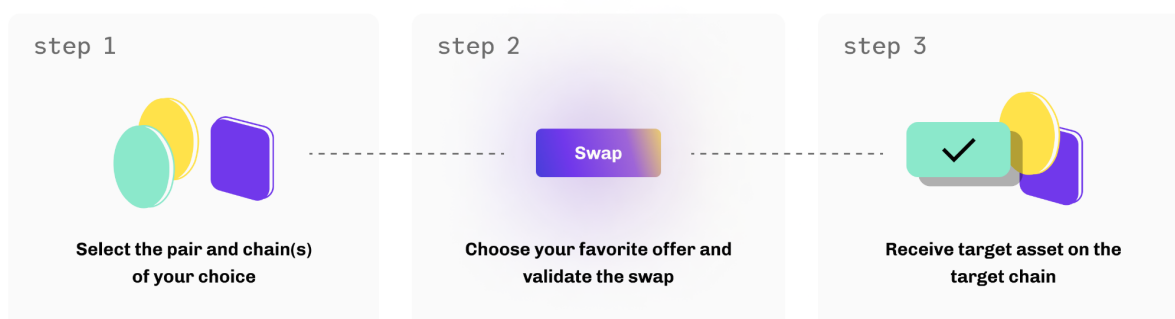 step 1
Select the pair and chain(s)
of your choice
step 2
Swap
Choose your favorite offer and
validate the swap
step 3
Receive target asset on the
target chain